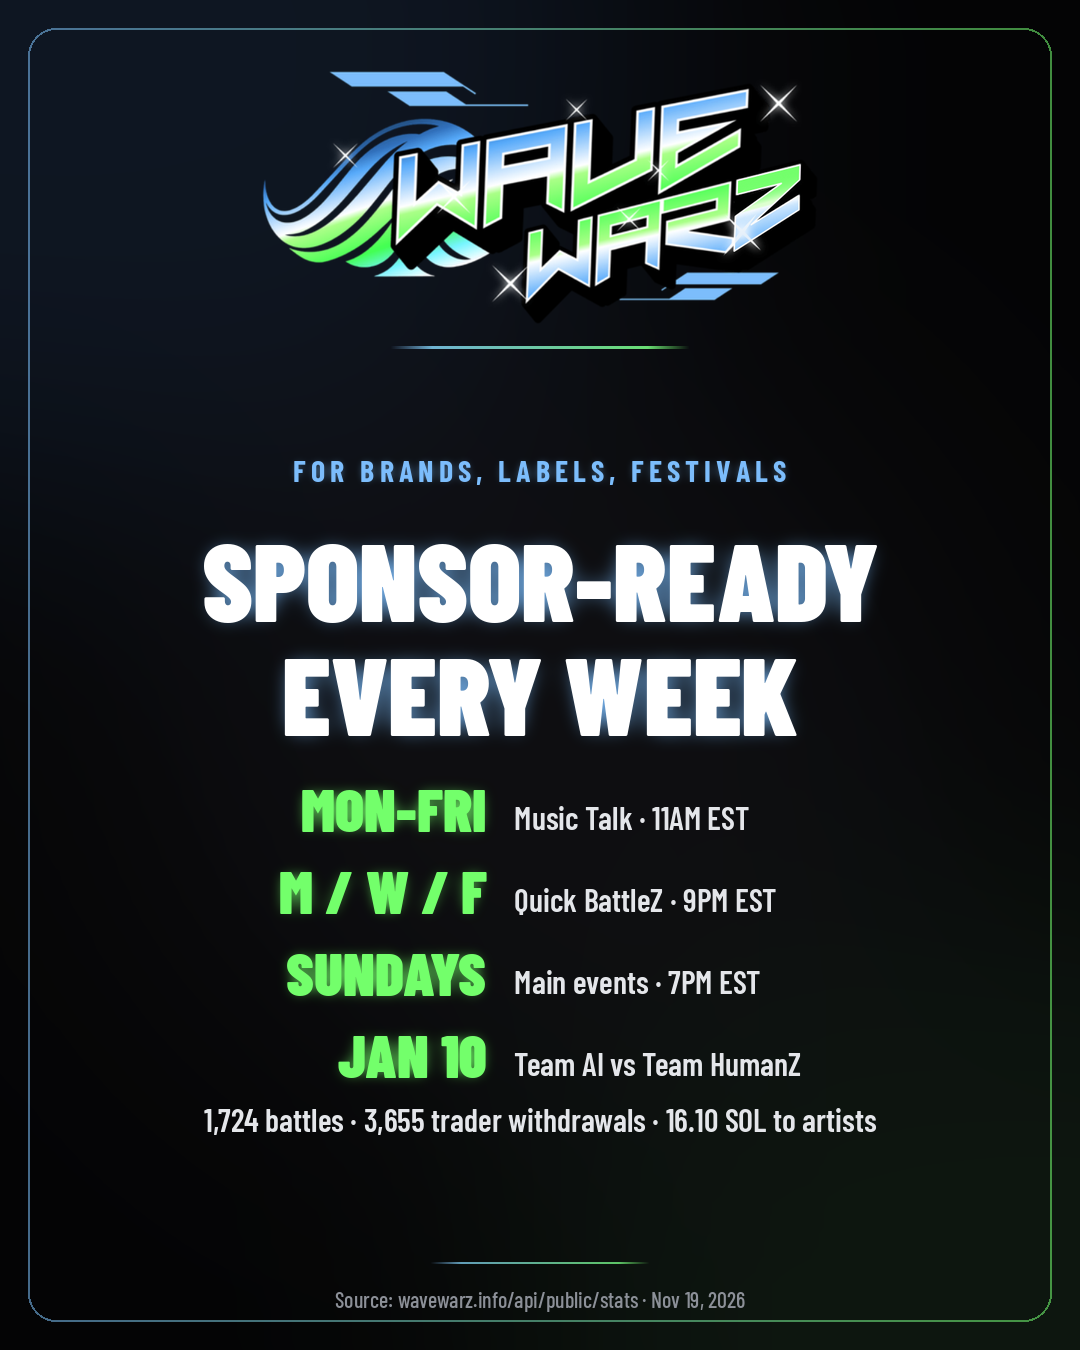 WAVE
WARZ
FOR BRANDS, LABELS, FESTIVALS
SPONSOR-READY
EVERY WEEK
MON-FRI Music Talk · 11AM EST
M / W / F Quick BattleZ · 9PM EST
SUNDAYS Main events · 7PM EST
JAN 10 Team AI vs Team HumanZ
1,724 battles · 3,655 trader withdrawals · 16.10 SOL to artists
Source: wavewarz.info/api/public/stats · Nov 19, 2026